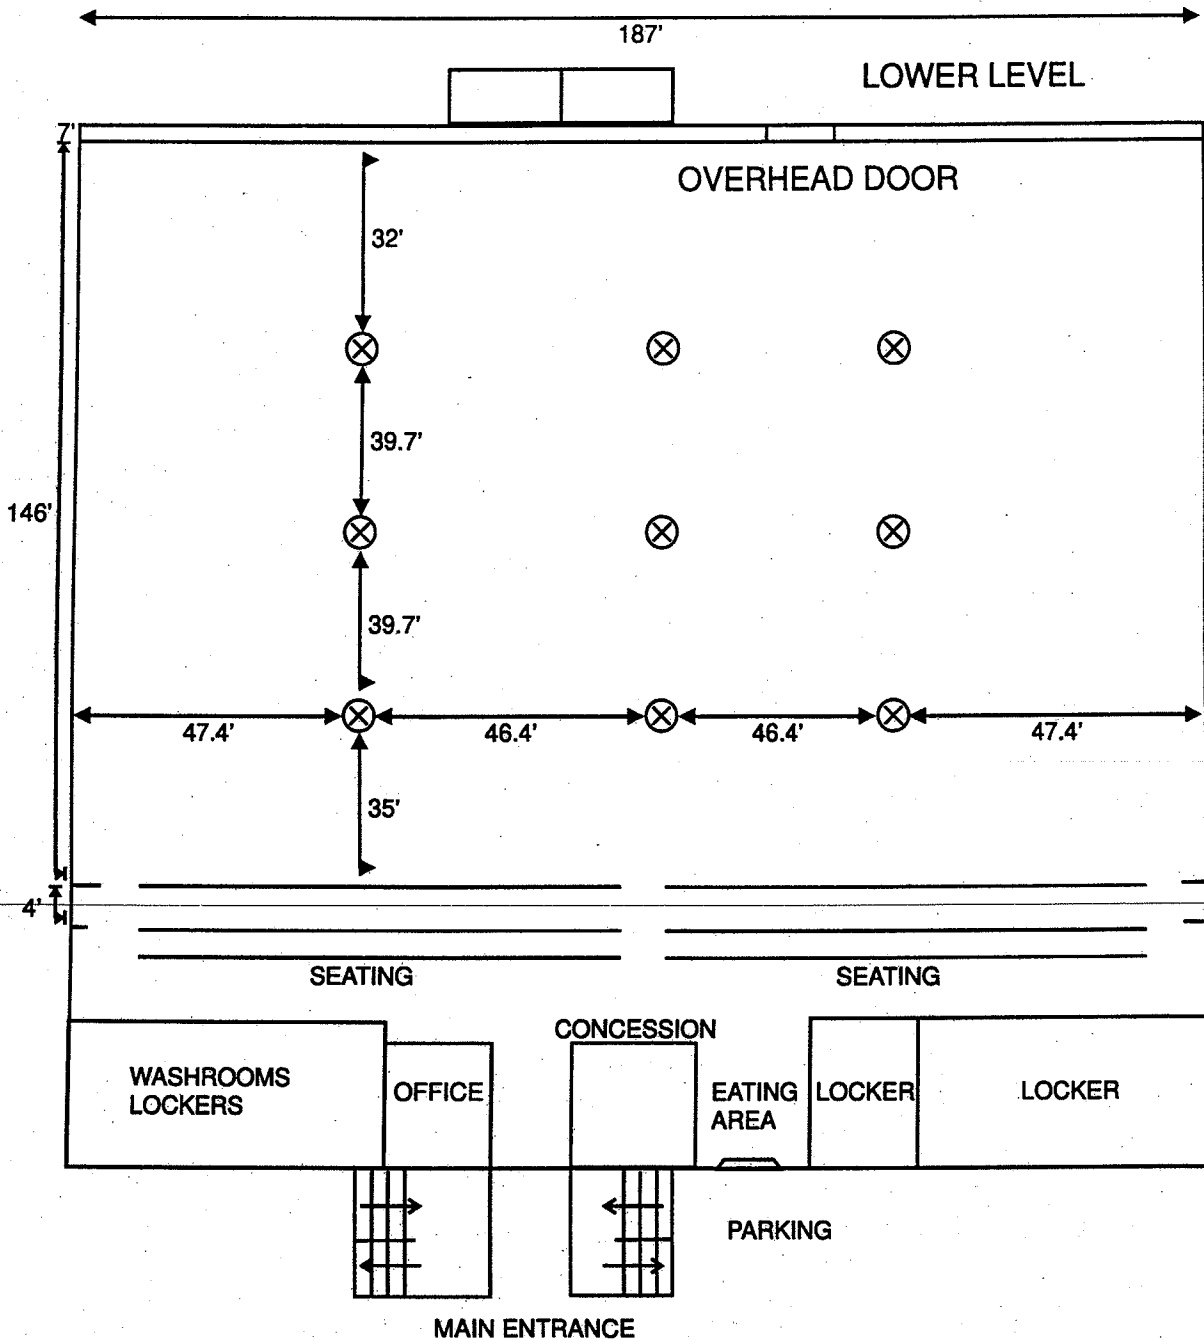 187'
LOWER LEVEL
7'
OVERHEAD DOOR
32'
39.7'
146'
39.7'
47.4'
46.4'
46.4'
47.4'
35'
4'
SEATING
SEATING
CONCESSION
WASHROOMS
LOCKERS
OFFICE
EATING
AREA
LOCKER
LOCKER
PARKING
MAIN ENTRANCE